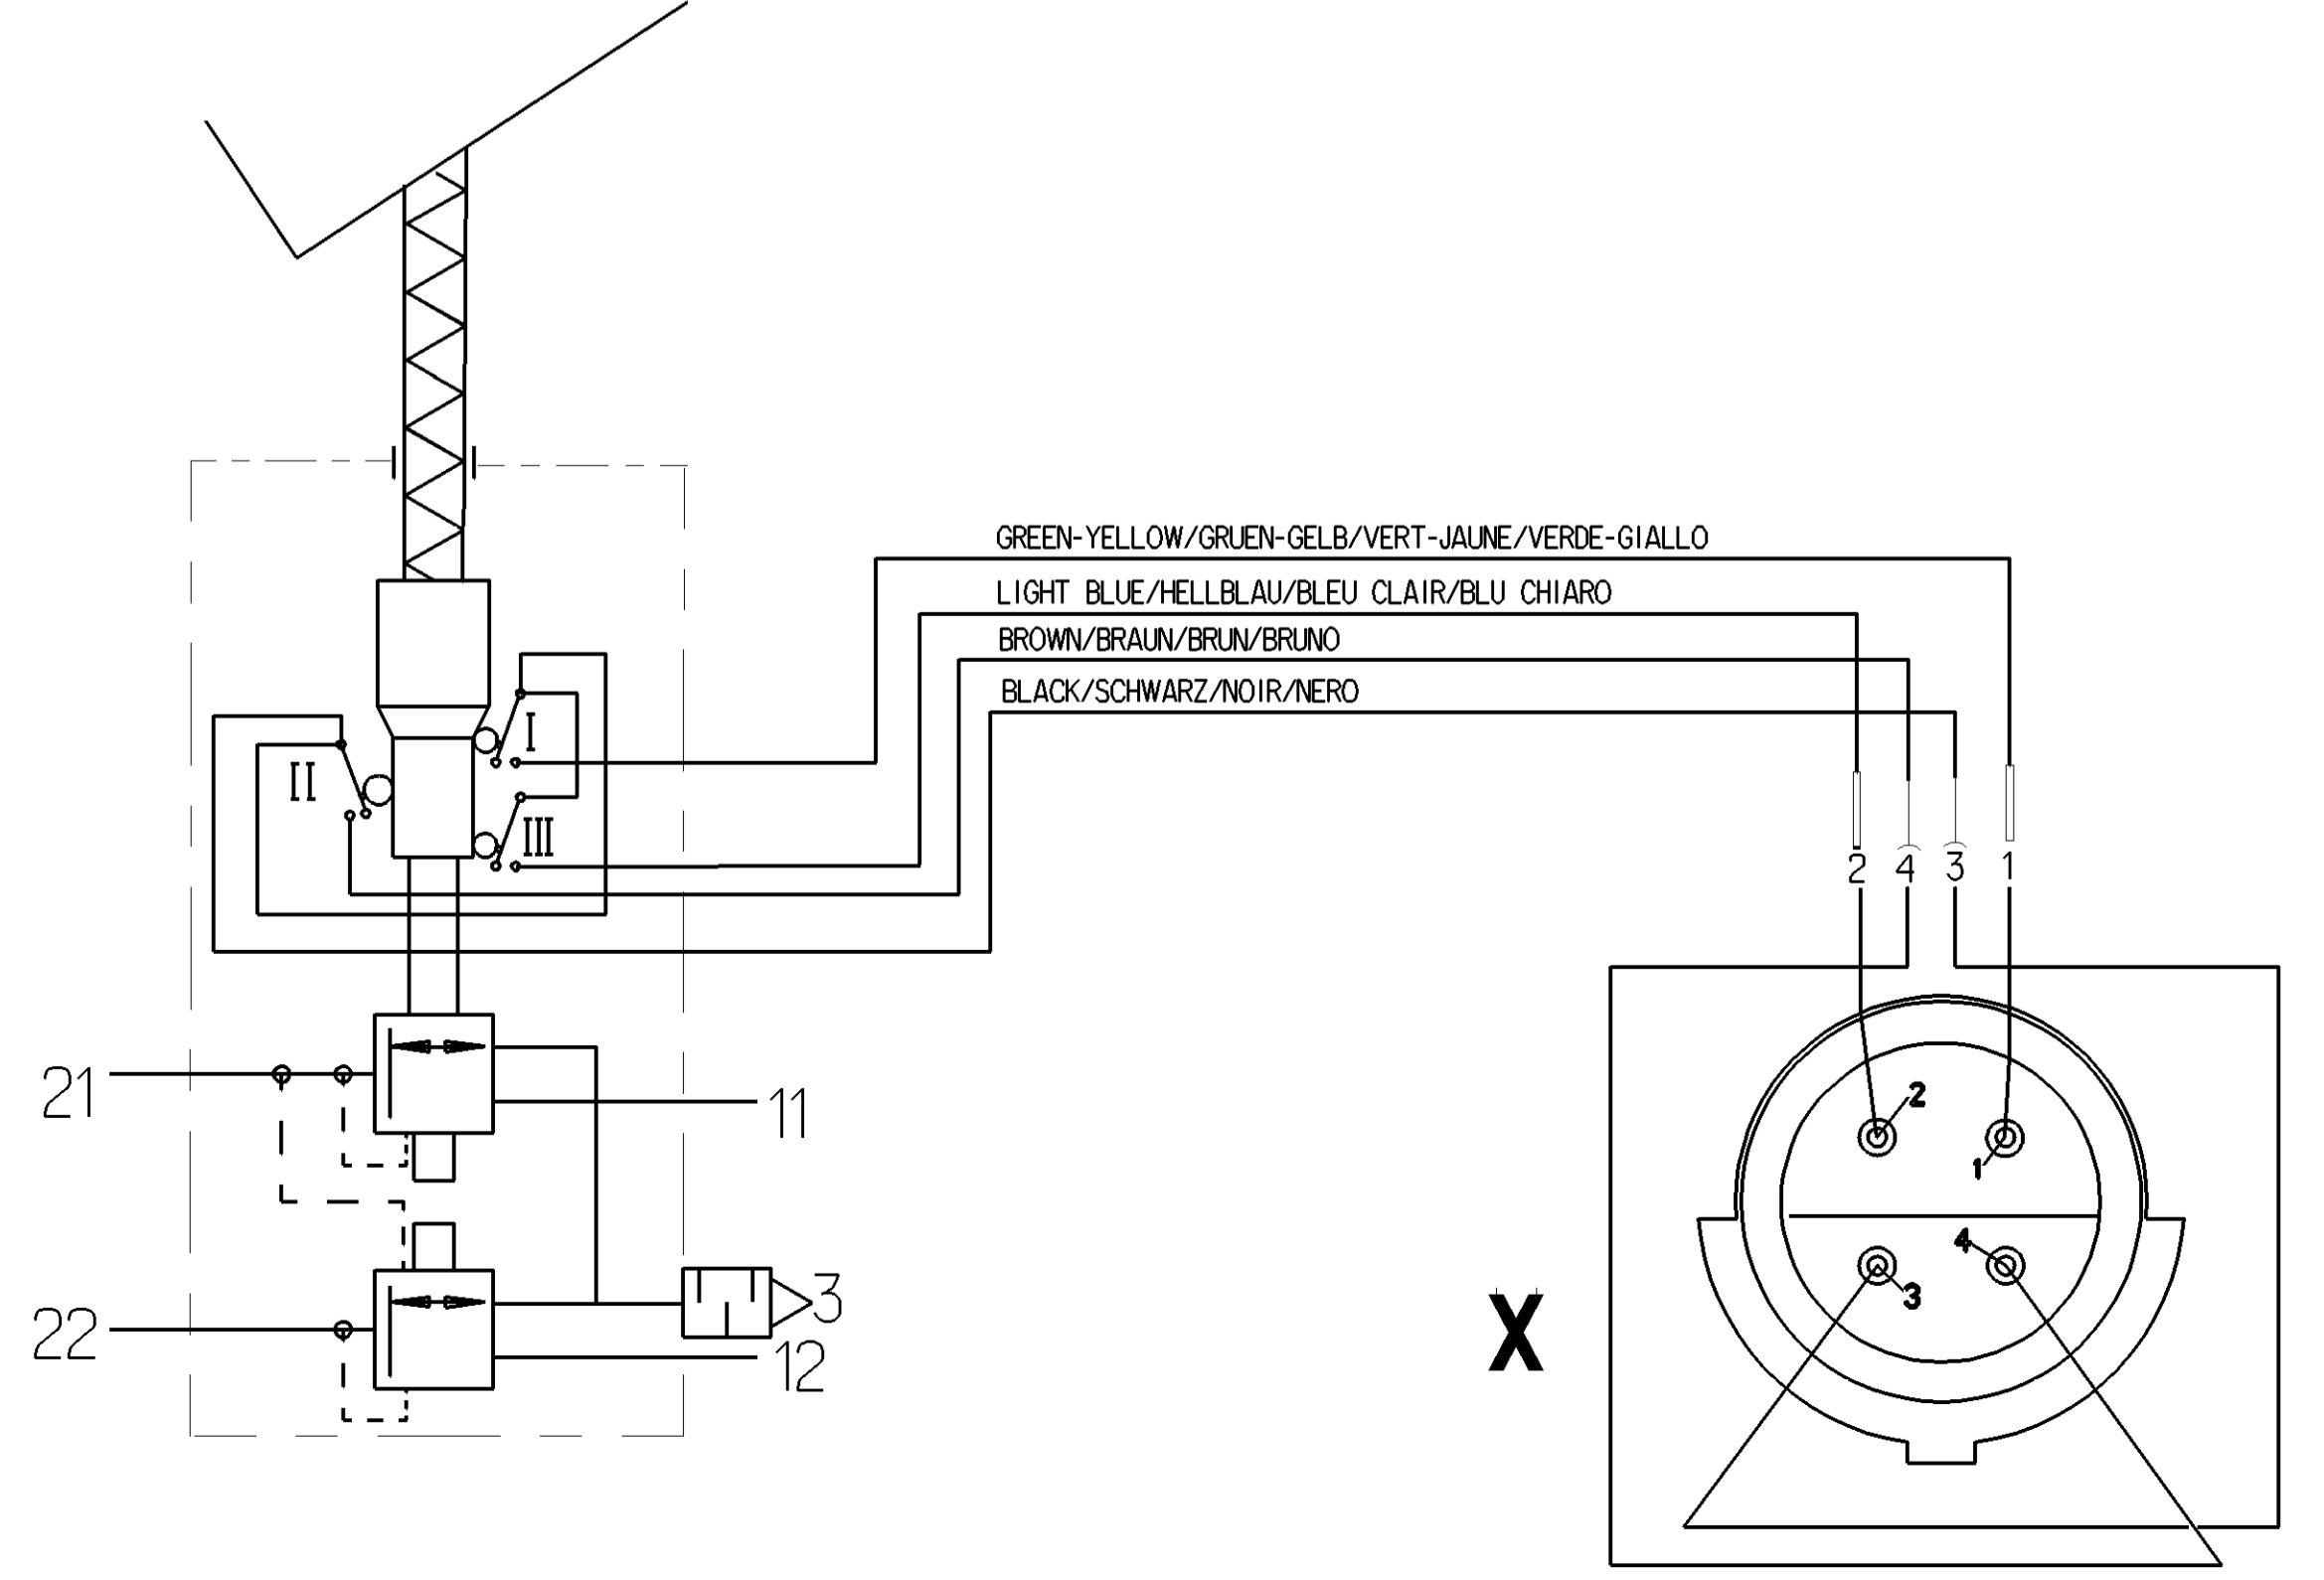 GREEN-YELLOW/GRUEN-GELB/VERT-JAUNE/VERDE-GIALLO
LIGHT BLUE/HELLBLAU/BLEU CLAIR/BLU CHIARO
BROWN/BRAUN/BRUN/BRUNO
BLACK/SCHWARZ/NOIR/NERO
I
II
III
2 4 3 1
21
11
2
1
4
3
22
3
12
X